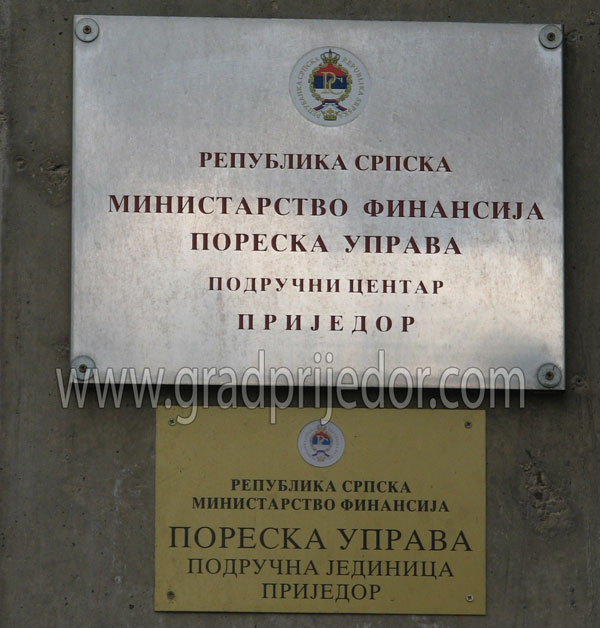 РЕПУБЛИКА СРПСКА
МИНИСТАРСТВО ФИНАНСИЈА
ПОРЕСКА УПРАВА
ПОДРУЧНИ ЦЕНТАР
ПРИЈЕДОР
www.gradprijedor.com
РЕПУБЛИКА СРПСКА
МИНИСТАРСТВО ФИНАНСИЈА
ПОРЕСКА УПРАВА
ПОДРУЧНА ЈЕДИНИЦА
ПРИЈЕДОР